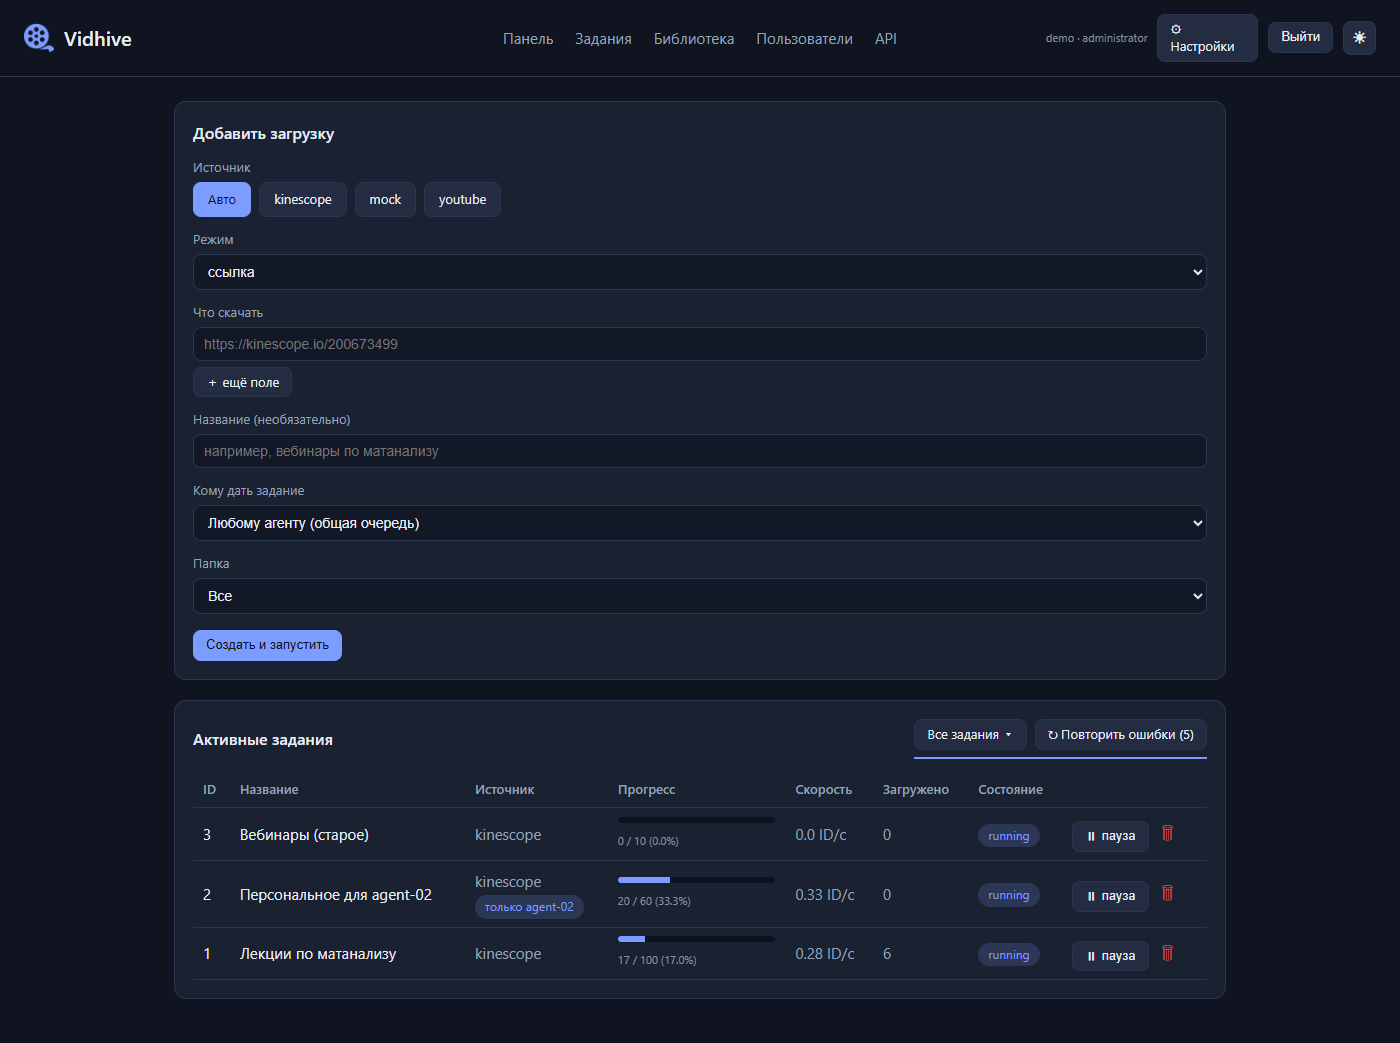 Vidhive
Панель Задания Библиотека Пользователи API
demo · administrator
⚙ Настройки
Выйти
Добавить загрузку
Источник
Авто kinescope mock youtube
Режим
ссылка
Что скачать
https://kinescope.io/200673499
+ ещё поле
Название (необязательно)
например, вебинары по матанализу
Кому дать задание
Любому агенту (общая очередь)
Папка
Все
Создать и запустить
Активные задания
Все задания ▾ ↻ Повторить ошибки (5)
ID Название Источник Прогресс Скорость Загружено Состояние
3 Вебинары (старое) kinescope 0 / 10 (0.0%) 0.0 ID/с 0 running ⏸ пауза
2 Персональное для agent-02 kinescope только agent-02 20 / 60 (33.3%) 0.33 ID/с 0 running ⏸ пауза
1 Лекции по матанализу kinescope 17 / 100 (17.0%) 0.28 ID/с 6 running ⏸ пауза